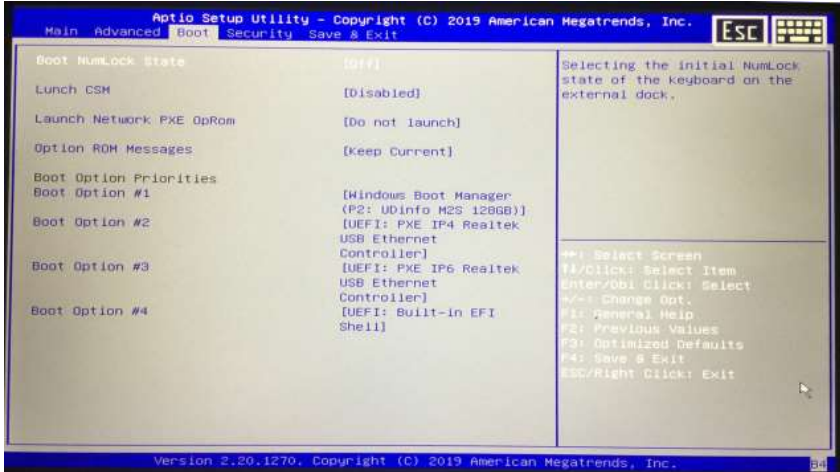 Aptio Setup Utility – Copyright (C) 2019 American Megatrends, Inc.
Main Advanced Boot Security Save & Exit
Esc
Boot NumLock State [Off]
Lunch CSM [Disabled]
Launch Network PXE OpRom [Do not launch]
Option ROM Messages [Keep Current]
Boot Option Priorities
Boot Option #1 [Windows Boot Manager
(P2: UDinfo M2S 128GB)]
Boot Option #2 [UEFI: PXE IP4 Realtek
USB Ethernet
Controller]
Boot Option #3 [UEFI: PXE IP6 Realtek
USB Ethernet
Controller]
Boot Option #4 [UEFI: Built-in EFI
Shell]
Selecting the initial NumLock
state of the keyboard on the
external dock.
→←: Select Screen
↑↓/Click: Select Item
Enter/Dbl Click: Select
+/-: Change Opt.
F1: General Help
F2: Previous Values
F3: Optimized Defaults
F4: Save & Exit
ESC/Right Click: Exit
Version 2.20.1270. Copyright (C) 2019 American Megatrends, Inc.
B4